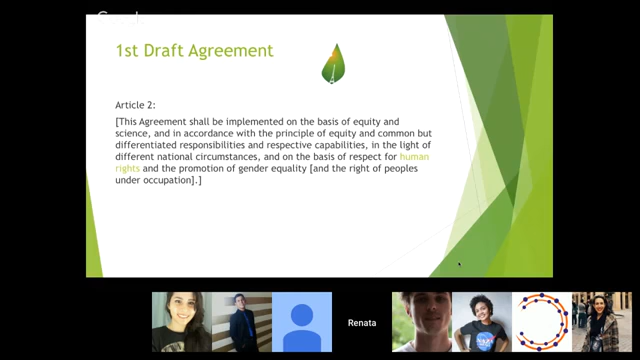 1st Draft Agreement
Article 2:
[This Agreement shall be implemented on the basis of equity and
science, and in accordance with the principle of equity and common but
differentiated responsibilities and respective capabilities, in the light of
different national circumstances, and on the basis of respect for human
rights and the promotion of gender equality [and the right of peoples
under occupation].]
Renata
NASA